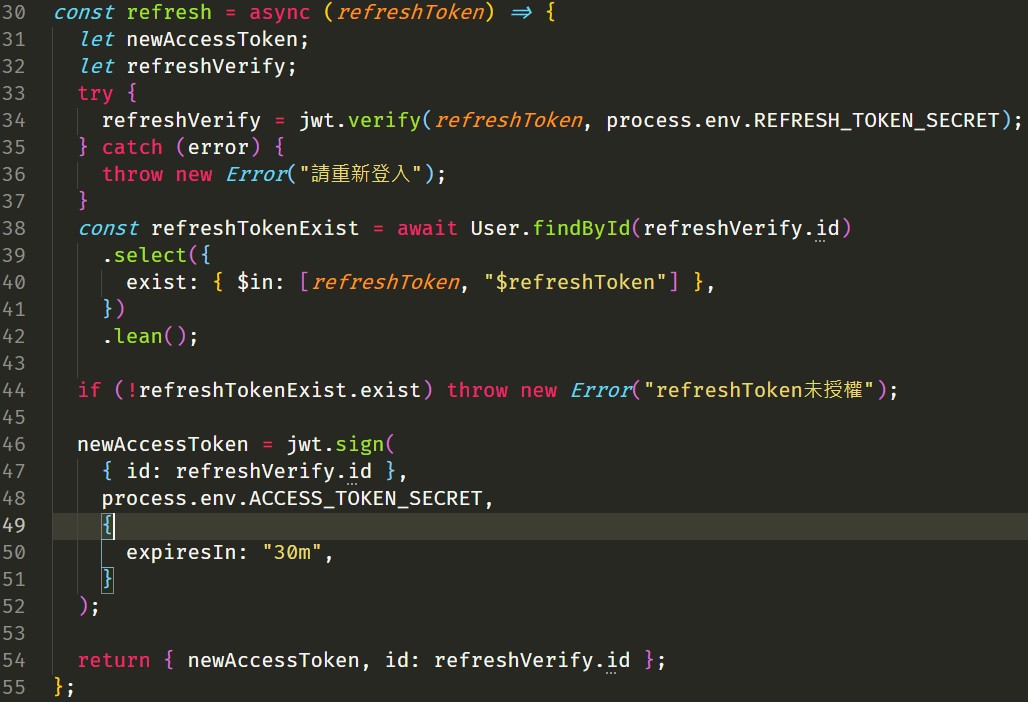 30 const refresh = async (refreshToken) => {
31 let newAccessToken;
32 let refreshVerify;
33 try {
34 refreshVerify = jwt.verify(refreshToken, process.env.REFRESH_TOKEN_SECRET);
35 } catch (error) {
36 throw new Error("請重新登入");
37 }
38 const refreshTokenExist = await User.findById(refreshVerify.id)
39 .select({
40 exist: { $in: [refreshToken, "$refreshToken"] },
41 })
42 .lean();
43
44 if (!refreshTokenExist.exist) throw new Error("refreshToken未授權");
45
46 newAccessToken = jwt.sign(
47 { id: refreshVerify.id },
48 process.env.ACCESS_TOKEN_SECRET,
49 {
50 expiresIn: "30m",
51 }
52 );
53
54 return { newAccessToken, id: refreshVerify.id };
55 };